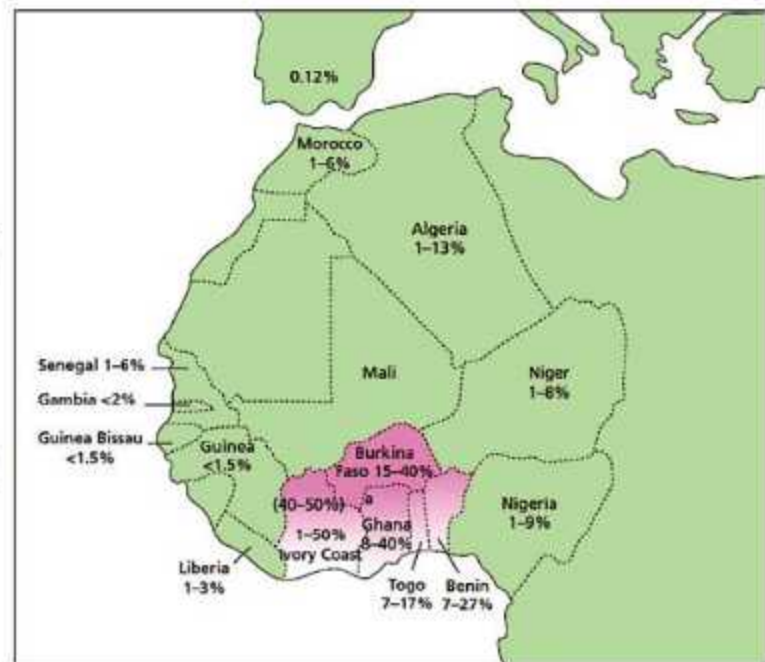 0.12%
Morocco
1–6%
Algeria
1–13%
Senegal 1–6%
Mali
Niger
1–8%
Gambia <2%
Guinea Bissau
<1.5%
Guinea
<1.5%
Burkina
Faso 15–40%
(40–50%)
a
Nigeria
1–9%
1–50%
Ivory Coast
Ghana
8–40%
Liberia
1–3%
Togo
7–17%
Benin
7–27%